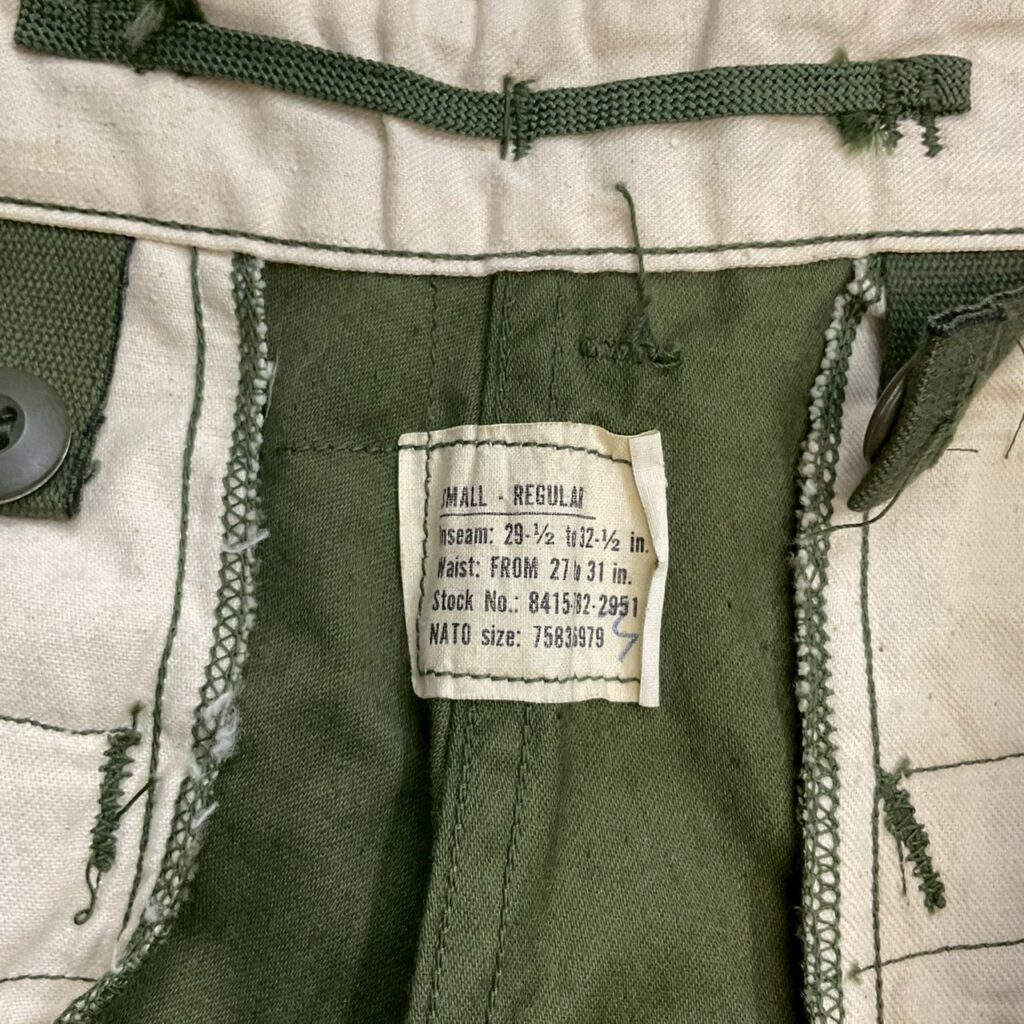 SMALL - REGULAR
Inseam: 29-½ to 32-½ in.
Waist: FROM 27 to 31 in.
Stock No.: 8415-82-2951
NATO size: 75836979